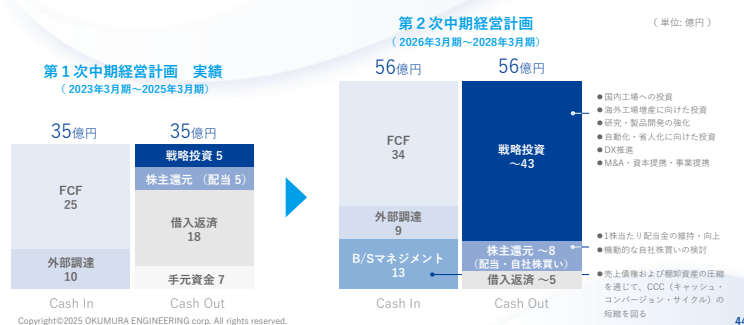 第２次中期経営計画
（ 2026年3月期～2028年3月期）
（ 単位: 億円 ）
第１次中期経営計画　実績
（ 2023年3月期～2025年3月期）
35億円
35億円
FCF
25
外部調達
10
戦略投資 5
株主還元 （配当 5）
借入返済
18
手元資金 7
Cash In
Cash Out
56億円
56億円
FCF
34
外部調達
9
B/Sマネジメント
13
戦略投資
～43
株主還元 ～8
（配当・自社株買い）
借入返済 ～5
Cash In
Cash Out
●国内工場への投資
●海外工場増産に向けた投資
●研究・製品開発の強化
●自動化・省人化に向けた投資
●DX推進
●M&A・資本提携・事業提携
●1株当たり配当金の維持・向上
●機動的な自社株買いの検討
●売上債権および棚卸資産の圧縮
を通じて、CCC（キャッシュ・
コンバージョン・サイクル）の
短縮を図る
Copyright©2025 OKUMURA ENGINEERING corp. All rights reserved.
44